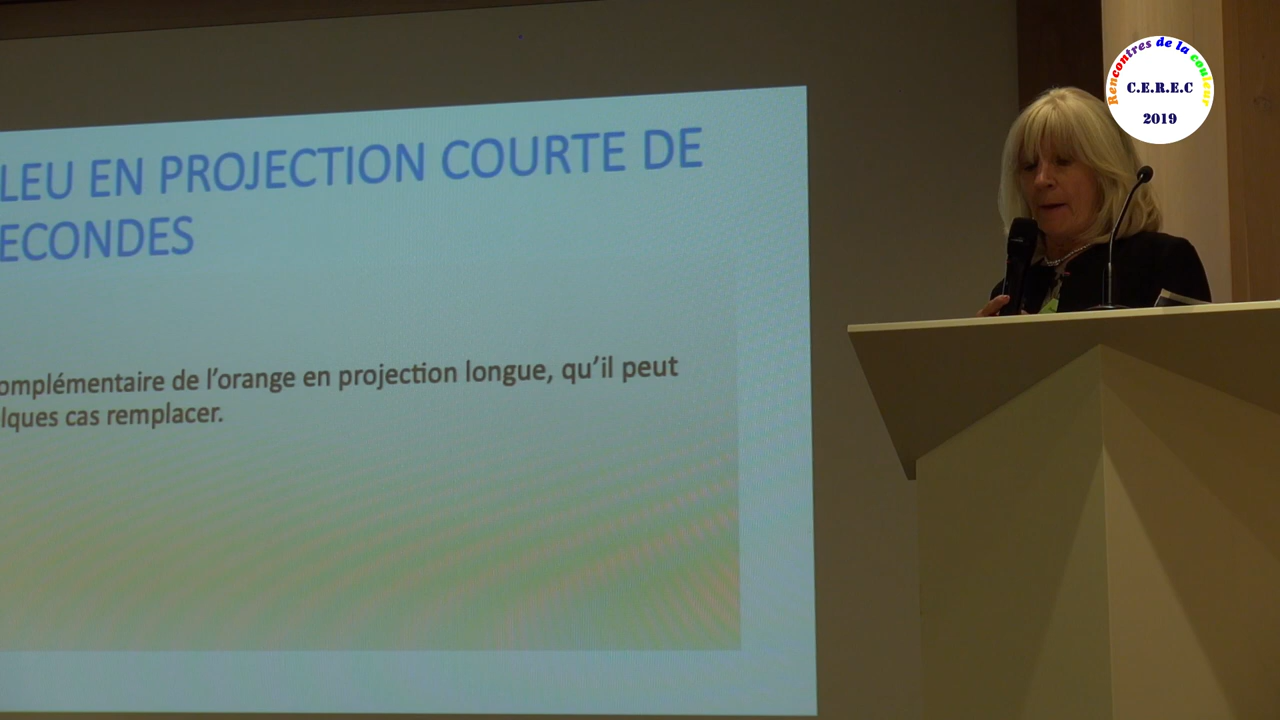 Rencontres de la couleur
C.E.R.E.C
2019
LEU EN PROJECTION COURTE DE
ECONDES
omplémentaire de l'orange en projection longue, qu'il peut
lques cas remplacer.